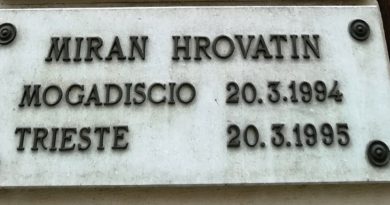 MIRAN HROVATIN
MOGADISCIO 20.3.1994
TRIESTE 20.3.1995